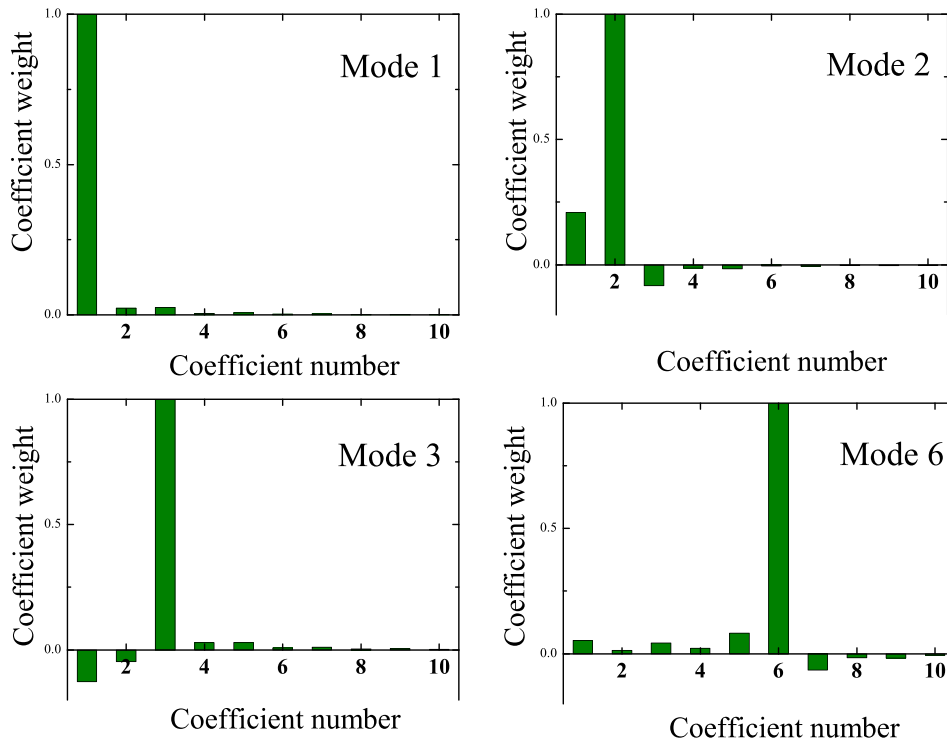 1.0
Mode 1
Coefficient weight
0.5
0.0
2 4 6 8 10
Coefficient number
1.0
Mode 2
Coefficient weight
0.5
0.0
2 4 6 8 10
Coefficient number
1.0
Mode 3
Coefficient weight
0.5
0.0
2 4 6 8 10
Coefficient number
1.0
Mode 6
Coefficient weight
0.5
0.0
2 4 6 8 10
Coefficient number